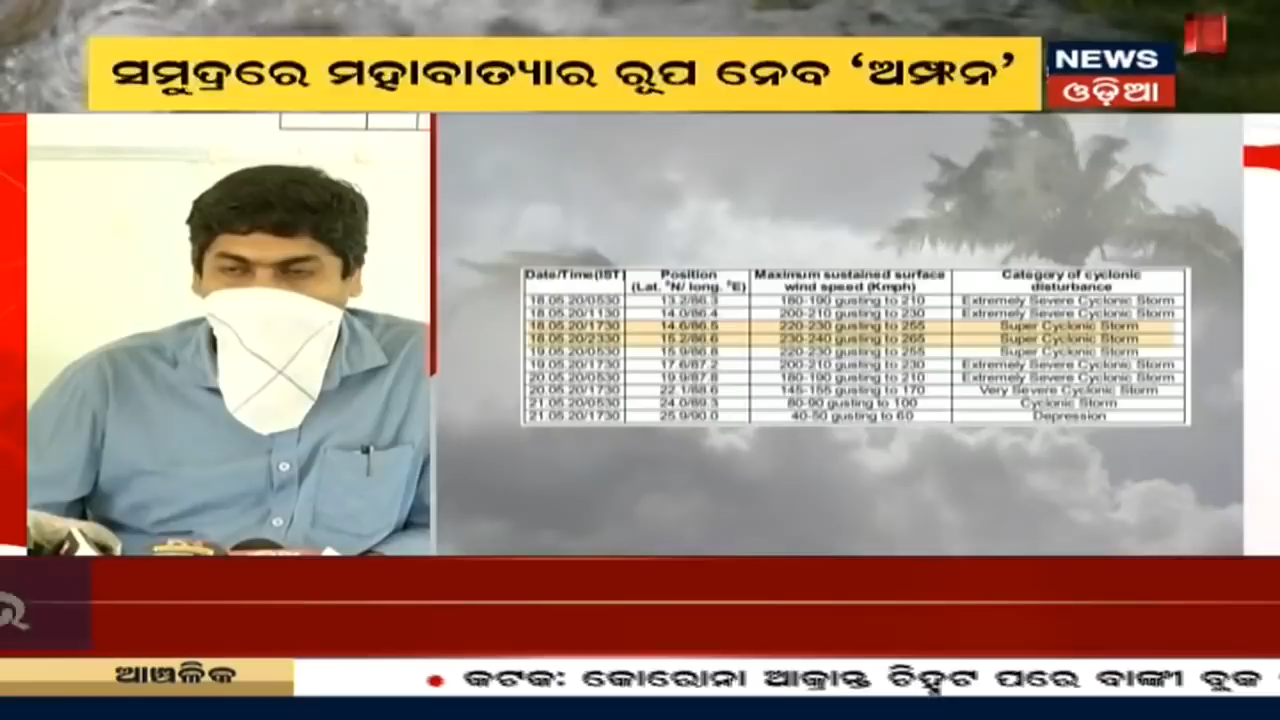 ସମୁଦ୍ରରେ ମହାବାତ୍ୟାର ରୂପ ନେବ ‘ଅମ୍ଫନ’
NEWS
ଓଡ଼ିଆ
Date/Time(IST) Position (Lat. °N/ long. °E) Maximum sustained surface wind speed (Kmph) Category of cyclonic disturbance
18.05.20/0530 13.2/86.3 180-190 gusting to 210 Extremely Severe Cyclonic Storm
18.05.20/1130 14.0/86.4 200-210 gusting to 230 Extremely Severe Cyclonic Storm
18.05.20/1730 14.6/86.5 220-230 gusting to 255 Super Cyclonic Storm
18.05.20/2330 15.2/86.6 230-240 gusting to 265 Super Cyclonic Storm
19.05.20/0530 15.9/86.8 220-230 gusting to 255 Super Cyclonic Storm
19.05.20/1730 17.6/87.2 200-210 gusting to 230 Extremely Severe Cyclonic Storm
20.05.20/0530 19.9/87.8 180-190 gusting to 210 Extremely Severe Cyclonic Storm
20.05.20/1730 22.1/88.6 145-155 gusting to 170 Very Severe Cyclonic Storm
21.05.20/0530 24.0/89.3 80-90 gusting to 100 Cyclonic Storm
21.05.20/1730 25.9/90.0 40-50 gusting to 60 Depression
ର
ଆଞ୍ଚଳିକ
• କଟକ: କୋରୋନା ଆକ୍ରାନ୍ତ ଚିହ୍ନଟ ପରେ ବାଙ୍କୀ ବ୍ଲକ